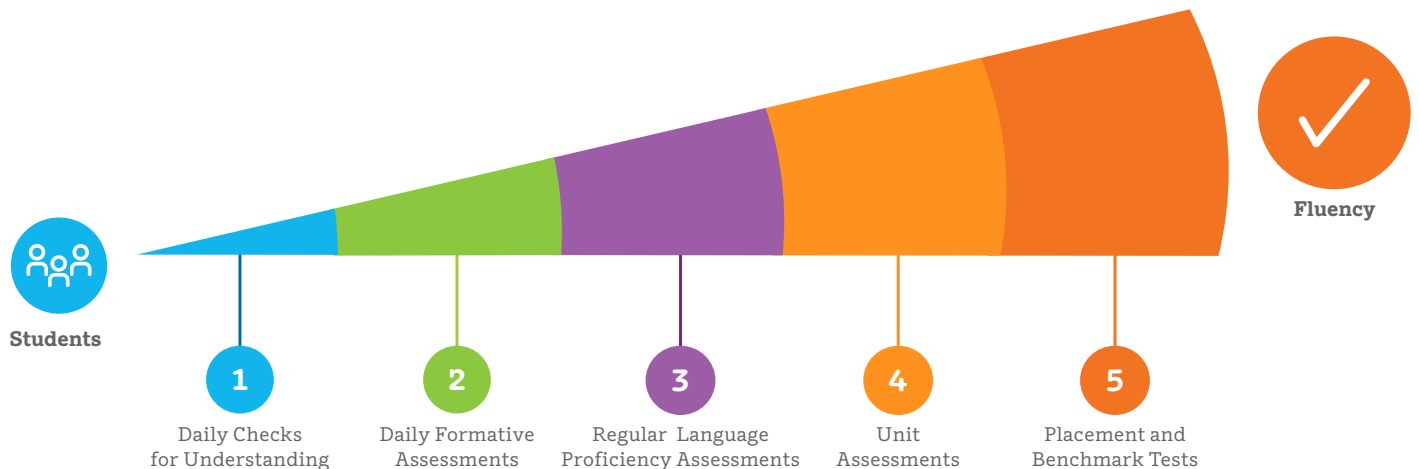 Students
Fluency
1
Daily Checks
for Understanding
2
Daily Formative
Assessments
3
Regular Language
Proficiency Assessments
4
Unit
Assessments
5
Placement and
Benchmark Tests